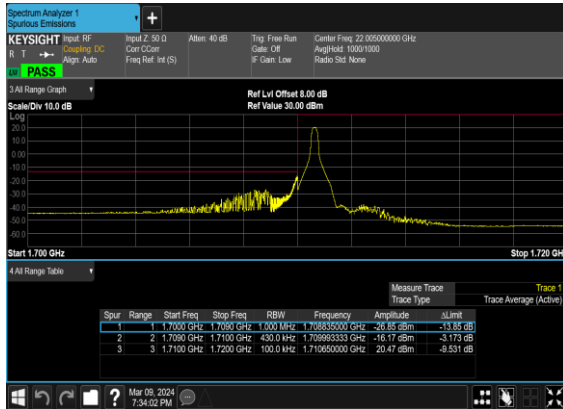 Spectrum Analyzer 1
Spurious Emissions
+
KEYSIGHT Input: RF Input Z: 50 Ω Atten: 40 dB Trig: Free Run Center Freq: 22.005000000 GHz
R T Coupling: DC Corr CCorr Gate: Off Avg|Hold: 1000/1000
Align: Auto Freq Ref: Int (S) IF Gain: Low Radio Std: None
PASS
3 All Range Graph
Ref Lvl Offset 8.00 dB
Scale/Div 10.0 dB Ref Value 30.00 dBm
Log
20.0
10.0
0.00
-10.0
-20.0
-30.0
-40.0
-50.0
-60.0
Start 1.700 GHz Stop 1.720 GH
4 All Range Table
Measure Trace Trace 1
Trace Type Trace Average (Active)
Spur Range Start Freq Stop Freq RBW Frequency Amplitude ΔLimit
1 1 1.7000 GHz 1.7090 GHz 1.000 MHz 1.708835000 GHz -26.85 dBm -13.85 dB
2 2 1.7090 GHz 1.7100 GHz 430.0 kHz 1.709993333 GHz -16.17 dBm -3.173 dB
3 3 1.7100 GHz 1.7200 GHz 100.0 kHz 1.710650000 GHz 20.47 dBm -9.531 dB
?
Mar 09, 2024
7:34:02 PM